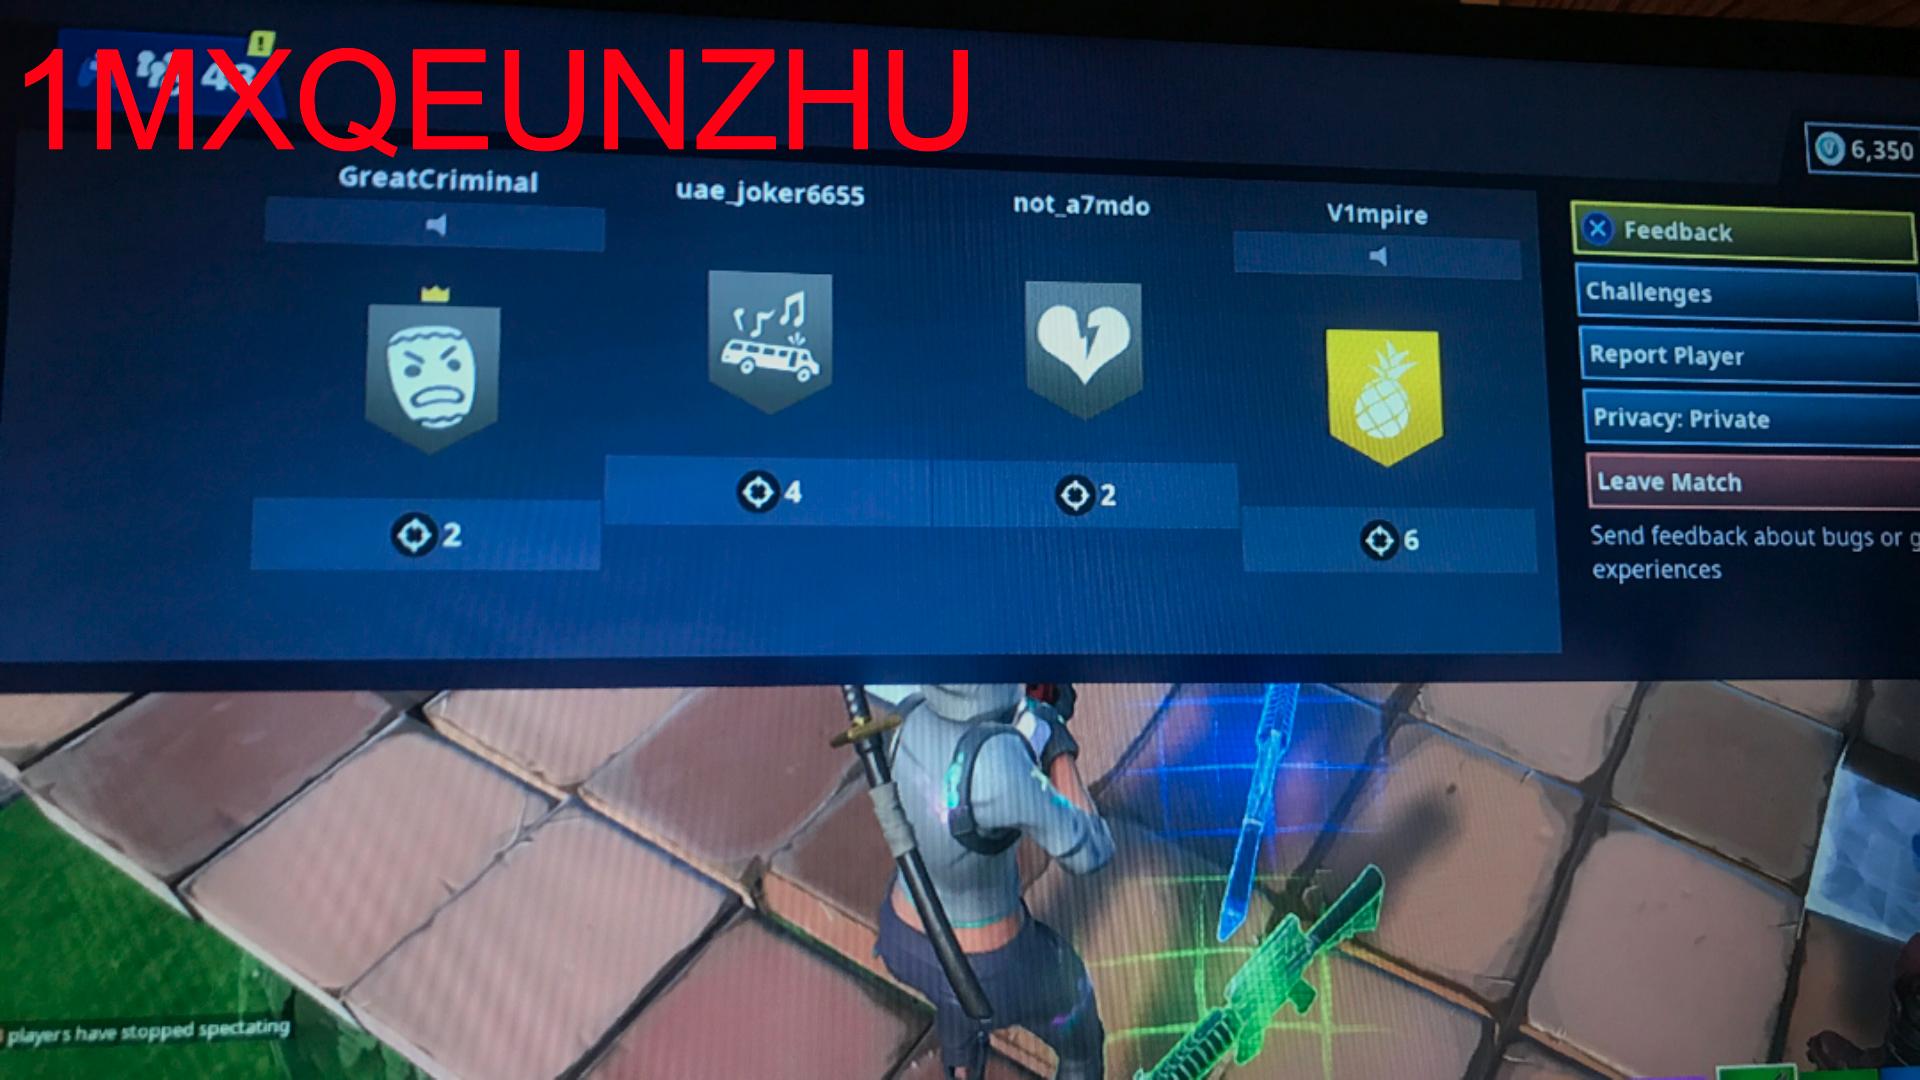 1MXQEUNZHU
6,350
GreatCriminal
uae_joker6655
not_a7mdo
V1mpire
2
4
2
6
Feedback
Challenges
Report Player
Privacy: Private
Leave Match
Send feedback about bugs or
experiences
players have stopped spectating